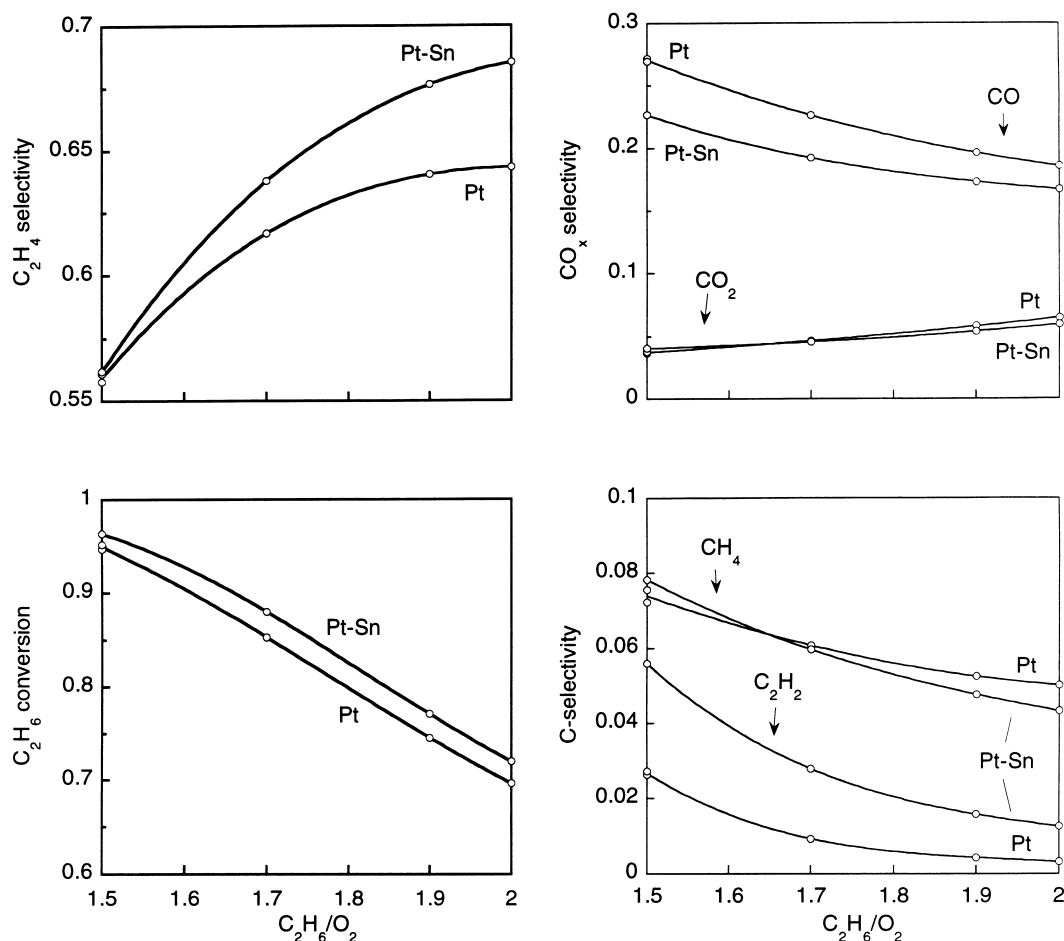 0.7
0.65
0.6
0.55
C₂H₄ selectivity
Pt-Sn
Pt
0.3
0.2
0.1
0
COₓ selectivity
Pt
CO
Pt-Sn
CO₂
Pt
Pt-Sn
1
0.9
0.8
0.7
0.6
C₂H₆ conversion
Pt-Sn
Pt
1.5 1.6 1.7 1.8 1.9 2
C₂H₆/O₂
0.1
0.08
0.06
0.04
0.02
0
C-selectivity
CH₄
C₂H₂
Pt
Pt-Sn
Pt
1.5 1.6 1.7 1.8 1.9 2
C₂H₆/O₂